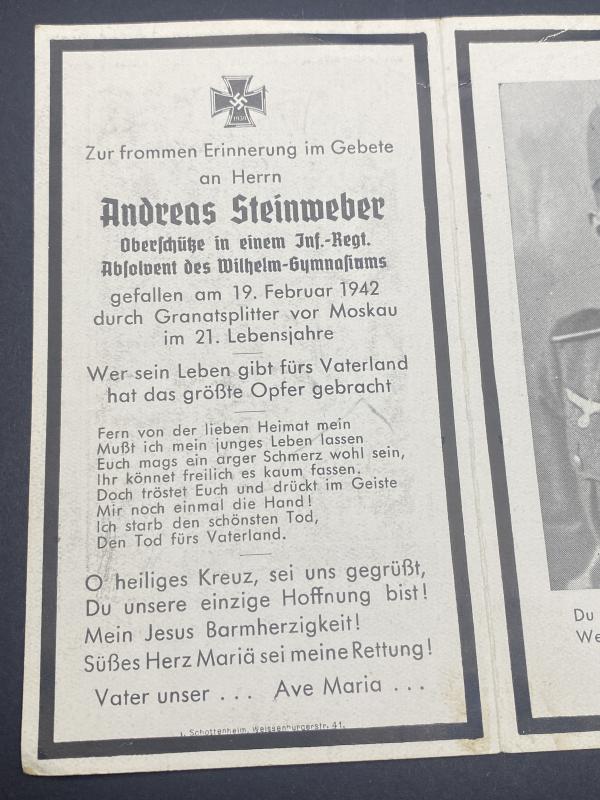 1939
Zur frommen Erinnerung im Gebete
an Herrn
Andreas Steinweber
Oberschütze in einem Inf.-Regt.
Absolvent des Wilhelm-Gymnasiums
gefallen am 19. Februar 1942
durch Granatsplitter vor Moskau
im 21. Lebensjahre
Wer sein Leben gibt fürs Vaterland
hat das größte Opfer gebracht
Fern von der lieben Heimat mein
Mußt ich mein junges Leben lassen
Euch mags ein arger Schmerz wohl sein,
Ihr könnet freilich es kaum fassen.
Doch tröstet Euch und drückt im Geiste
Mir noch einmal die Hand!
Ich starb den schönsten Tod,
Den Tod fürs Vaterland.
O heiliges Kreuz, sei uns gegrüßt,
Du unsere einzige Hoffnung bist!
Mein Jesus Barmherzigkeit!
Süßes Herz Mariä sei meine Rettung!
Vater unser . . . Ave Maria . . .
Schottenheim, Weissenburgerstr. 41.
Du
We